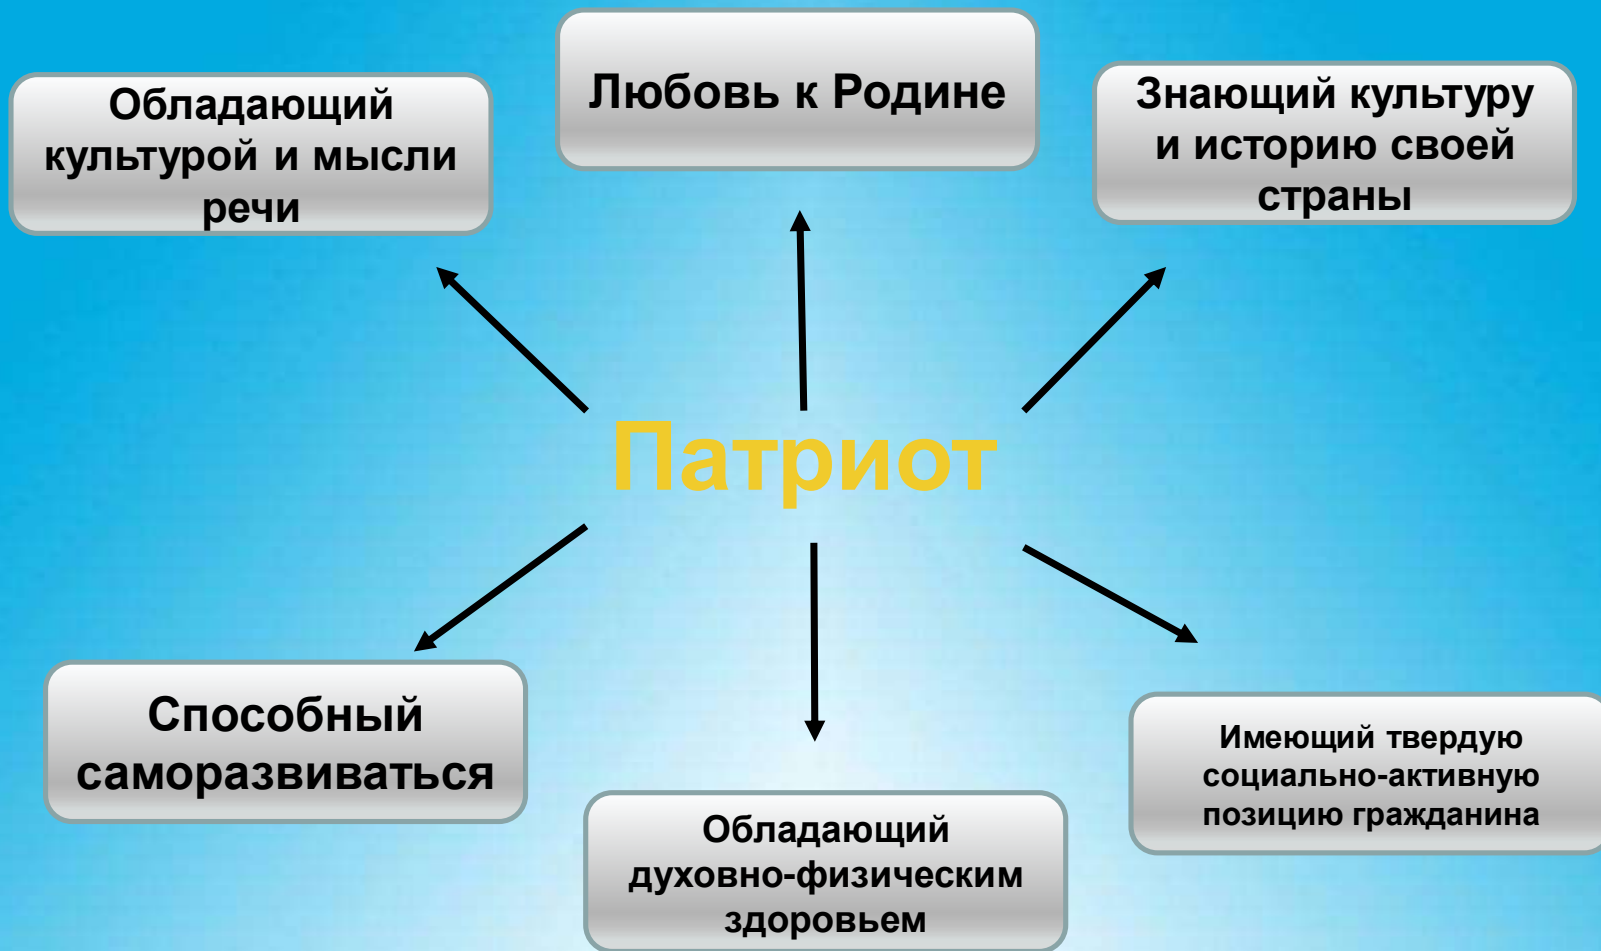 Любовь к Родине
Обладающий
культурой и мысли
речи
Знающий культуру
и историю своей
страны
Патриот
Способный
саморазвиваться
Обладающий
духовно-физическим
здоровьем
Имеющий твердую
социально-активную
позицию гражданина